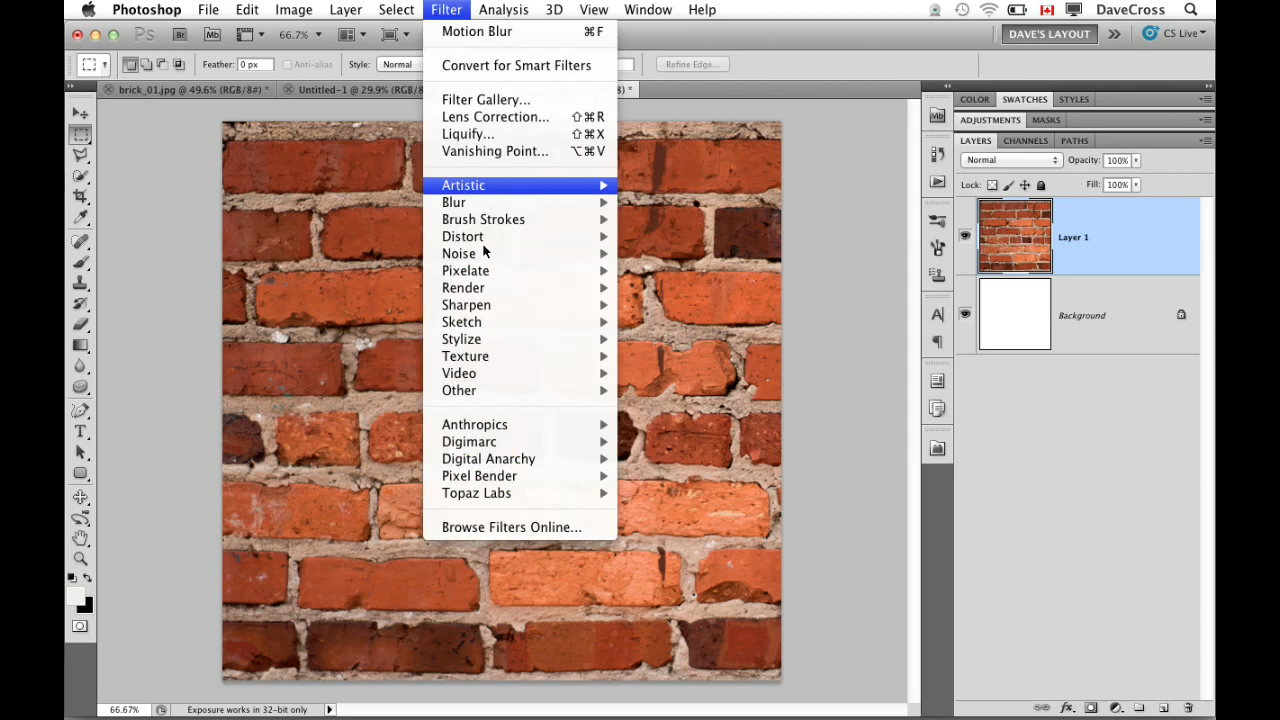 Photoshop File Edit Image Layer Select Filter Analysis 3D View Window Help DaveCross
Ps Br Mb 66.7% DAVE'S LAYOUT CS Live
Feather: 0 px Anti-alias Style: Normal Refine Edge...
brick_01.jpg @ 49.6% (RGB/8#) Untitled-1 @ 29.9% (RGB/8 ) *
Motion Blur ⌘F
Convert for Smart Filters
Filter Gallery...
Lens Correction... ⇧⌘R
Liquify... ⇧⌘X
Vanishing Point... ⌥⌘V
Artistic
Blur
Brush Strokes
Distort
Noise
Pixelate
Render
Sharpen
Sketch
Stylize
Texture
Video
Other
Anthropics
Digimarc
Digital Anarchy
Pixel Bender
Topaz Labs
Browse Filters Online...
Mb
COLOR SWATCHES STYLES
ADJUSTMENTS MASKS
LAYERS CHANNELS PATHS
Normal Opacity: 100%
Lock: Fill: 100%
Layer 1
Background
66.67% Exposure works in 32-bit only